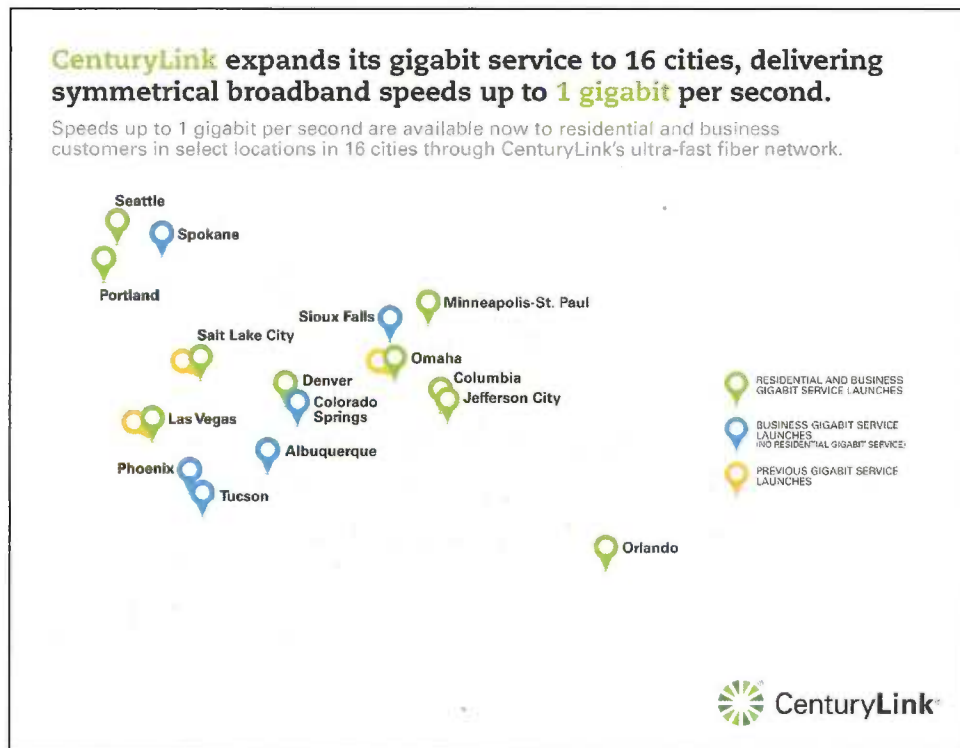 CenturyLink expands its gigabit service to 16 cities, delivering
symmetrical broadband speeds up to 1 gigabit per second.
Speeds up to 1 gigabit per second are available now to residential and business
customers in select locations in 16 cities through CenturyLink's ultra-fast fiber network.
Seattle
Spokane
Portland
Minneapolis-St. Paul
Sioux Falls
Salt Lake City
Omaha
Denver
Columbia
Colorado
Springs
Jefferson City
Las Vegas
Albuquerque
Phoenix
Tucson
Orlando
RESIDENTIAL AND BUSINESS
GIGABIT SERVICE LAUNCHES
BUSINESS GIGABIT SERVICE
LAUNCHES
(NO RESIDENTIAL GIGABIT SERVICE)
PREVIOUS GIGABIT SERVICE
LAUNCHES
CenturyLink®